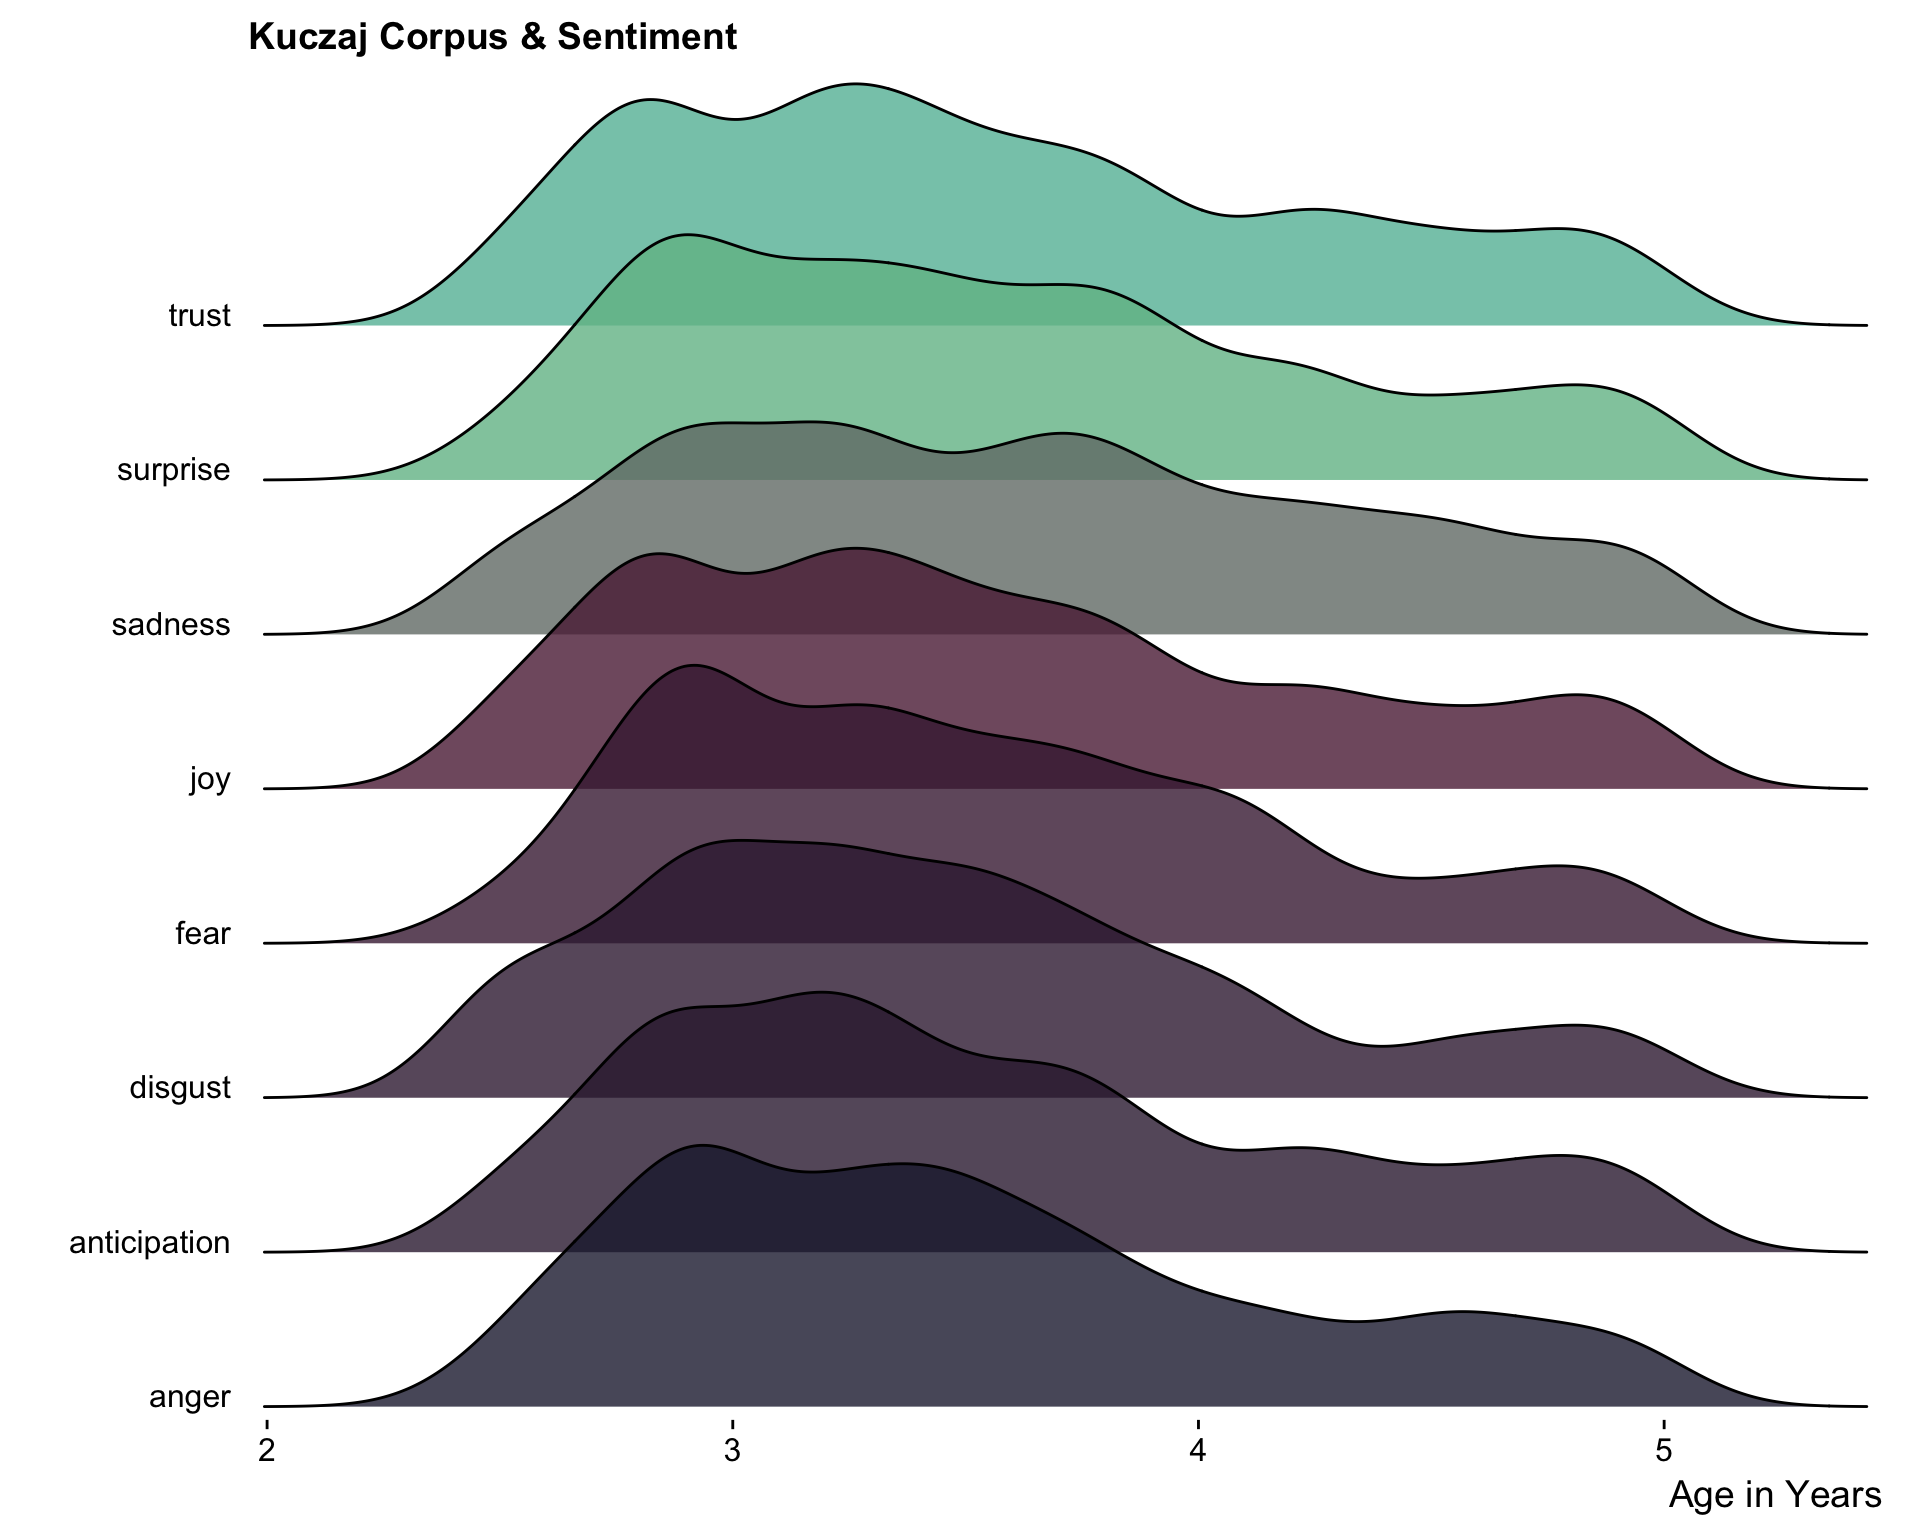 Kuczaj Corpus & Sentiment
trust
surprise
sadness
joy
fear
disgust
anticipation
anger
2 3 4 5
Age in Years